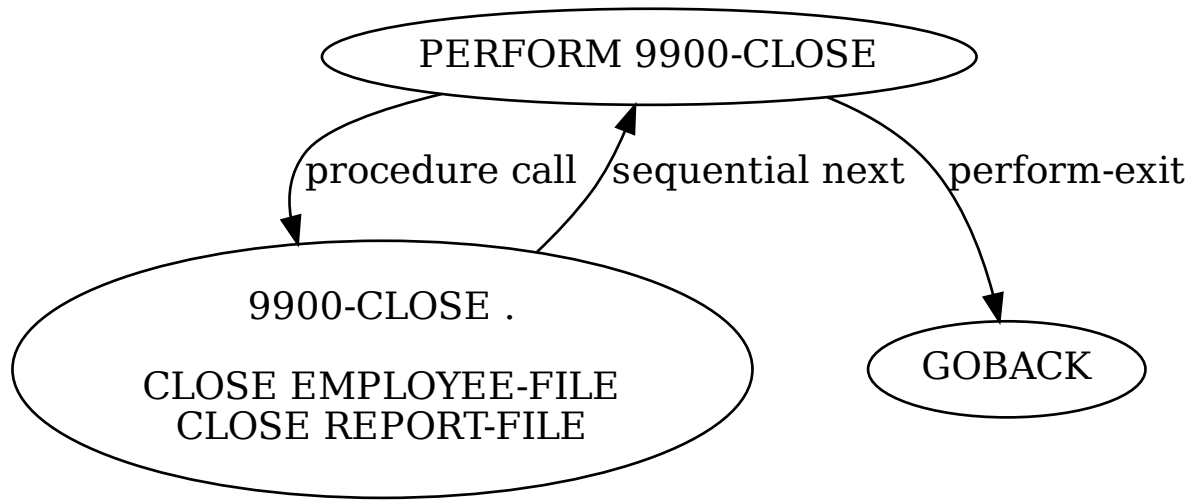 PERFORM 9900-CLOSE
procedure call
sequential next
perform-exit
9900-CLOSE .
CLOSE EMPLOYEE-FILE
CLOSE REPORT-FILE
GOBACK